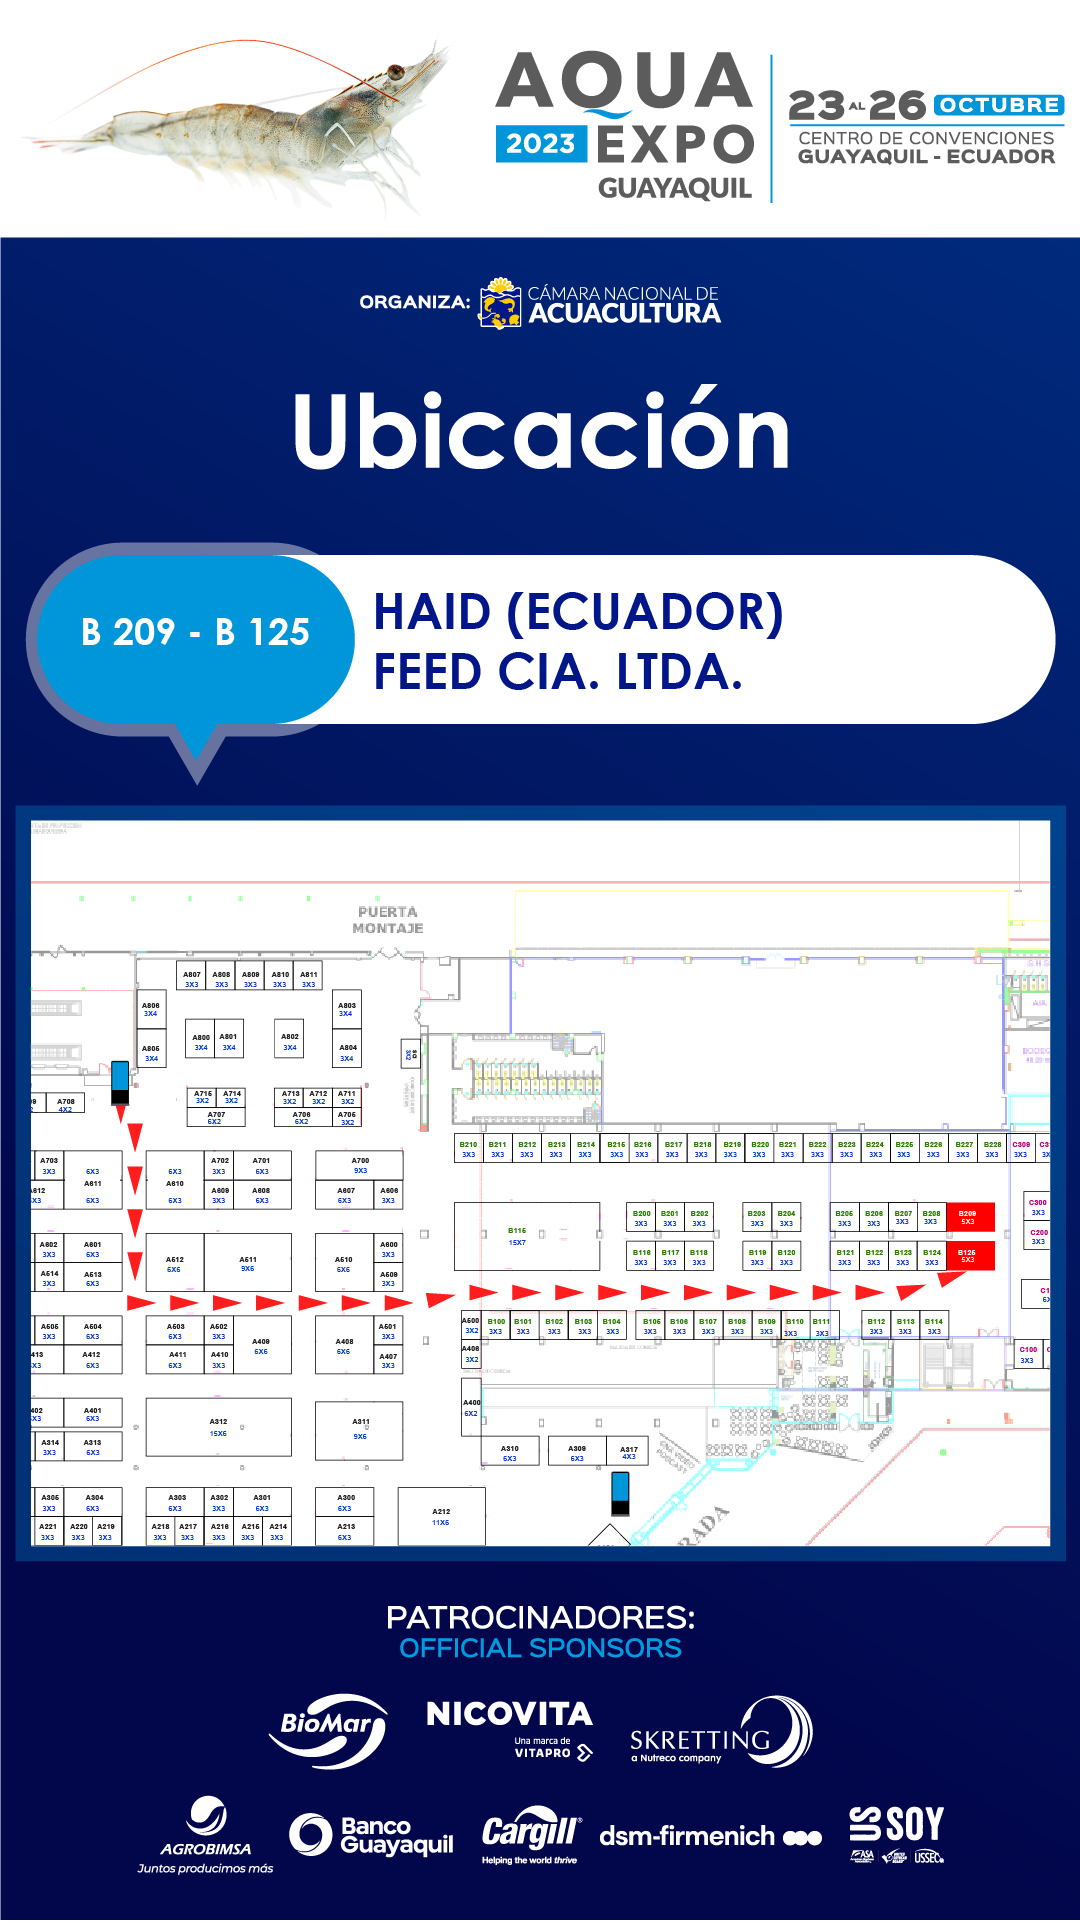 AQUA
2023 EXPO
GUAYAQUIL
23 AL 26 OCTUBRE
CENTRO DE CONVENCIONES
GUAYAQUIL - ECUADOR
ORGANIZA:
CÁMARA NACIONAL DE
ACUACULTURA
Ubicación
B 209 - B 125
HAID (ECUADOR)
FEED CIA. LTDA.
PUERTA
MONTAJE
A807 A808 A809 A810 A811
3X3 3X3 3X3 3X3 3X3
A806 A803
3X4 3X4
A800 A801 A802
3X4 3X4 3X4
A805 A804
3X4 3X4
A708
4X2
A715 A714 A713 A712 A711
3X2 3X2 3X2 3X2 3X2
A707 A706 A705
6X2 6X2 3X2
B210 B211 B212 B213 B214 B215 B216 B217 B218 B219 B220 B221 B222 B223 B224 B225 B226 B227 B228 C309
3X3 3X3 3X3 3X3 3X3 3X3 3X3 3X3 3X3 3X3 3X3 3X3 3X3 3X3 3X3 3X3 3X3 3X3 3X3 3X3
A703 A702 A701 A700
3X3 6X3 6X3 3X3 6X3 9X3
A611 A610 A609 A608 A607 A606
6X3 6X3 3X3 6X3 6X3 3X3
C300
3X3
B115
15X7
B200 B201 B202 B203 B204 B205 B206 B207 B208 B209
3X3 3X3 3X3 3X3 3X3 3X3 3X3 3X3 3X3 5X3
C200
3X3
A602 A601 A600
3X3 6X3 3X3
A512 A511 A510
6X6 9X6 6X6
A514 A513 A509
3X3 6X3 3X3
B116 B117 B118 B119 B120 B121 B122 B123 B124 B125
3X3 3X3 3X3 3X3 3X3 3X3 3X3 3X3 3X3 5X3
A505 A504 A503 A502 A501 A500
3X3 6X3 6X3 3X3 3X3 3X2
B100 B101 B102 B103 B104 B105 B106 B107 B108 B109 B110 B111 B112 B113 B114
3X3 3X3 3X3 3X3 3X3 3X3 3X3 3X3 3X3 3X3 3X3 3X3 3X3 3X3 3X3
A409 A408
6X6 6X6
A412 A411 A410 A407 A406
6X3 6X3 3X3 3X3 3X2
C100
3X3
A401 A400
6X3 6X2
A312 A311
15X6 9X6
A314 A313
3X3 6X3
A310 A309 A317
6X3 6X3 4X3
A305 A304 A303 A302 A301 A300
3X3 6X3 6X3 3X3 6X3 6X3
A212
11X6
A221 A220 A219 A218 A217 A216 A215 A214 A213
3X3 3X3 3X3 3X3 3X3 3X3 3X3 3X3 6X3
PATROCINADORES:
OFFICIAL SPONSORS
BioMar
NICOVITA
Una marca de
VITAPRO
SKRETTING
a Nutreco company
AGROBIMSA
Juntos producimos más
Banco
Guayaquil
Cargill®
Helping the world thrive
dsm-firmenich
US SOY
ASA
USSEC